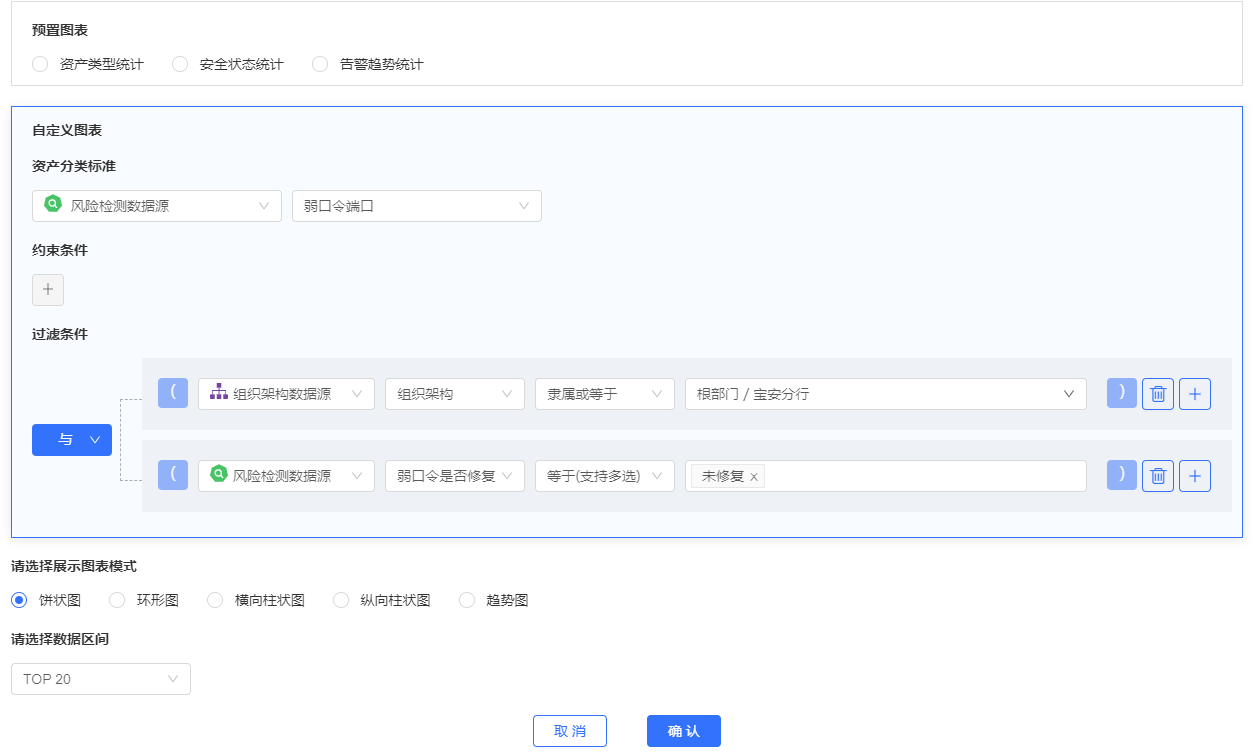 预置图表
资产类型统计 安全状态统计 告警趋势统计
自定义图表
资产分类标准
风险检测数据源 弱口令端口
约束条件
+
过滤条件
( 组织架构数据源 组织架构 隶属或等于 根部门 / 宝安分行 ) +
与
( 风险检测数据源 弱口令是否修复 等于(支持多选) 未修复 x ) +
请选择展示图表模式
饼状图 环形图 横向柱状图 纵向柱状图 趋势图
请选择数据区间
TOP 20
取 消 确 认